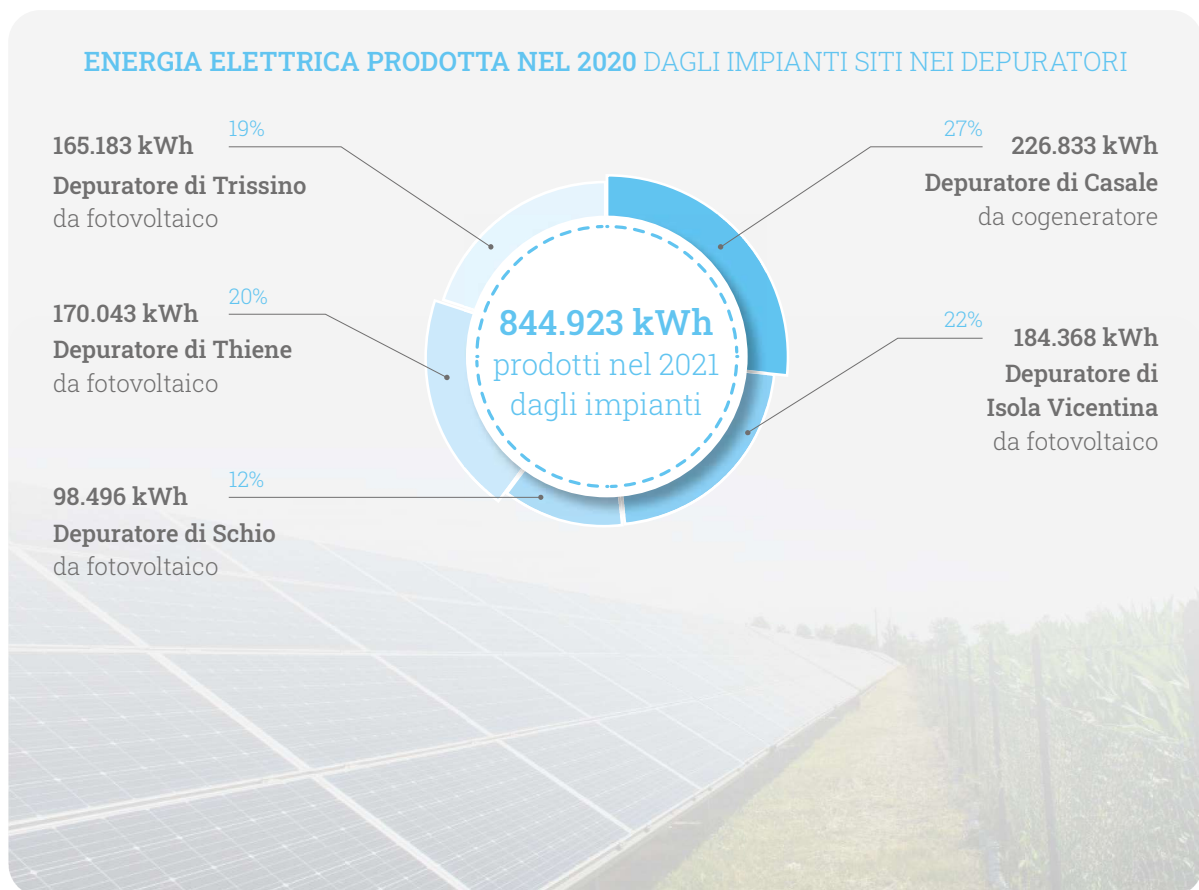 ENERGIA ELETTRICA PRODOTTA NEL 2020 DAGLI IMPIANTI SITI NEI DEPURATORI
19%
165.183 kWh
Depuratore di Trissino
da fotovoltaico
20%
170.043 kWh
Depuratore di Thiene
da fotovoltaico
12%
98.496 kWh
Depuratore di Schio
da fotovoltaico
844.923 kWh
prodotti nel 2021
dagli impianti
27%
226.833 kWh
Depuratore di Casale
da cogeneratore
22%
184.368 kWh
Depuratore di
Isola Vicentina
da fotovoltaico